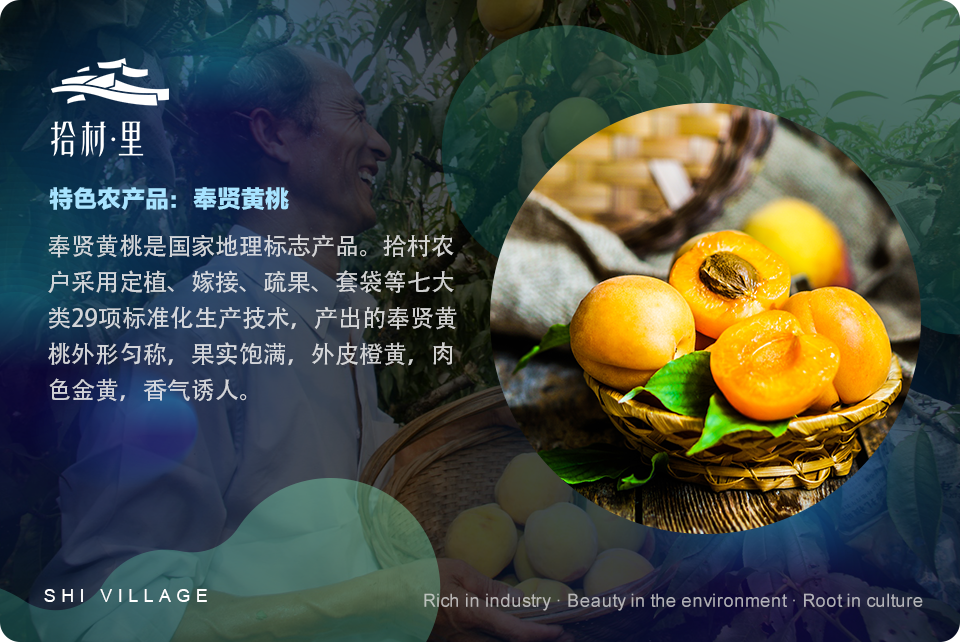 拾村·里
特色农产品：奉贤黄桃
奉贤黄桃是国家地理标志产品。拾村农
户采用定植、嫁接、疏果、套袋等七大
类29项标准化生产技术，产出的奉贤黄
桃外形匀称，果实饱满，外皮橙黄，肉
色金黄，香气诱人。
SHI VILLAGE
Rich in industry · Beauty in the environment · Root in culture